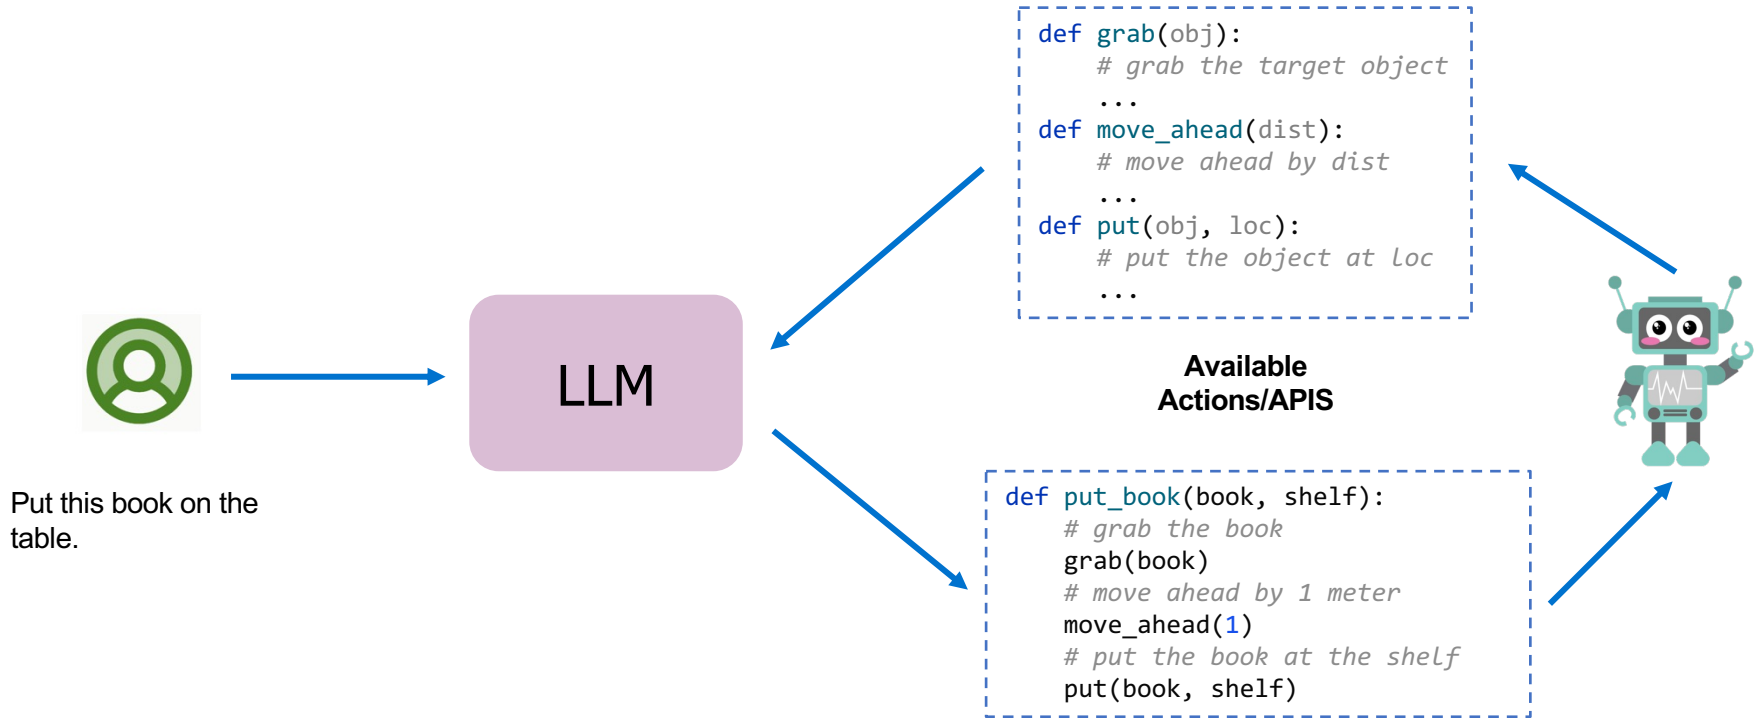 Put this book on the
table.
LLM
def grab(obj):
    # grab the target object
    ...
def move_ahead(dist):
    # move ahead by dist
    ...
def put(obj, loc):
    # put the object at loc
    ...
Available
Actions/APIS
def put_book(book, shelf):
    # grab the book
    grab(book)
    # move ahead by 1 meter
    move_ahead(1)
    # put the book at the shelf
    put(book, shelf)